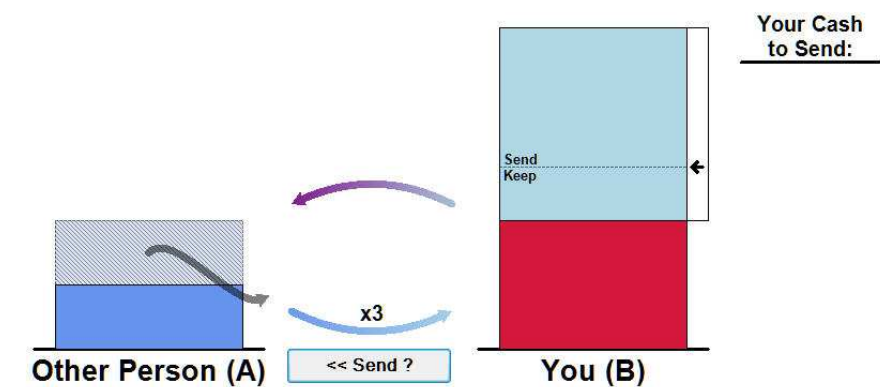 Your Cash
to Send:
Send
Keep
x3
<< Send ?
Other Person (A)
You (B)